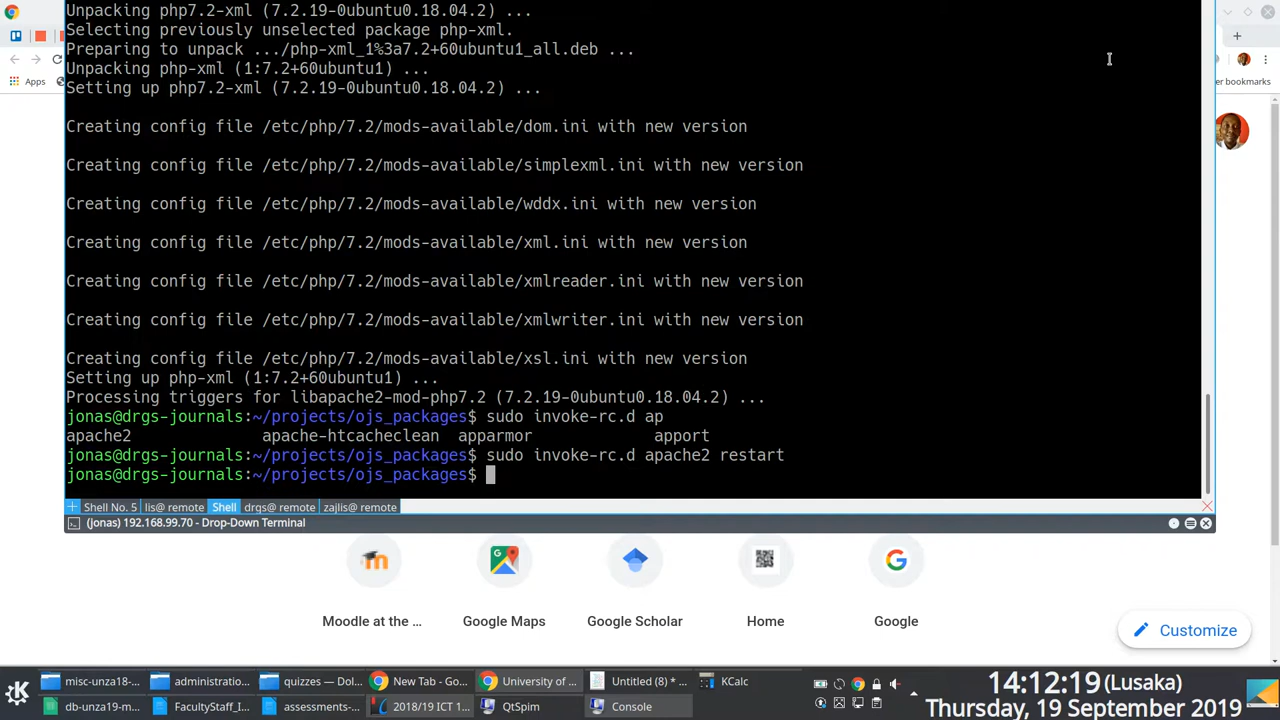 Unpacking php7.2-xml (7.2.19-0ubuntu0.18.04.2) ...
Selecting previously unselected package php-xml.
Preparing to unpack .../php-xml_1%3a7.2+60ubuntu1_all.deb ...
Unpacking php-xml (1:7.2+60ubuntu1) ...
Setting up php7.2-xml (7.2.19-0ubuntu0.18.04.2) ...
Creating config file /etc/php/7.2/mods-available/dom.ini with new version
Creating config file /etc/php/7.2/mods-available/simplexml.ini with new version
Creating config file /etc/php/7.2/mods-available/wddx.ini with new version
Creating config file /etc/php/7.2/mods-available/xml.ini with new version
Creating config file /etc/php/7.2/mods-available/xmlreader.ini with new version
Creating config file /etc/php/7.2/mods-available/xmlwriter.ini with new version
Creating config file /etc/php/7.2/mods-available/xsl.ini with new version
Setting up php-xml (1:7.2+60ubuntu1) ...
Processing triggers for libapache2-mod-php7.2 (7.2.19-0ubuntu0.18.04.2) ...
jonas@drgs-journals:~/projects/ojs_packages$ sudo invoke-rc.d ap
apache2 apache-htcacheclean apparmor apport
jonas@drgs-journals:~/projects/ojs_packages$ sudo invoke-rc.d apache2 restart
jonas@drgs-journals:~/projects/ojs_packages$
Shell No. 5 lis@ remote Shell drgs@ remote zajlis@ remote
(jonas) 192.168.99.70 - Drop-Down Terminal
Apps
er bookmarks
Moodle at the ... Google Maps Google Scholar Home Google
Customize
misc-unza18-... administration... quizzes — Dol... New Tab - Go... University of ... Untitled (8) * ... KCalc
db-unza19-m... FacultyStaff_I... assessments-... 2018/19 ICT 1... QtSpim Console
14:12:19 (Lusaka)
Thursday, 19 September 2019